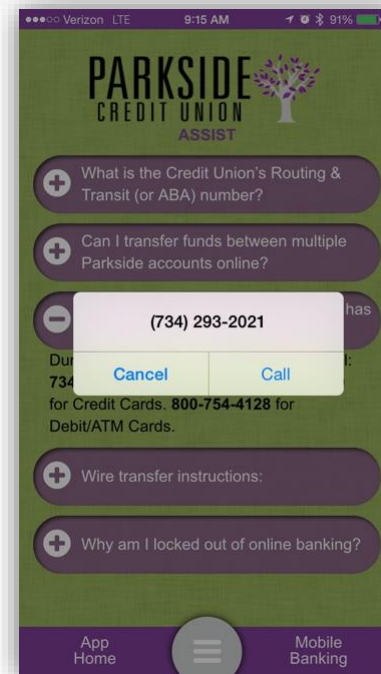 Verizon LTE 9:15 AM 91%
PARKSIDE
CREDIT UNION
ASSIST
What is the Credit Union's Routing &
Transit (or ABA) number?
Can I transfer funds between multiple
Parkside accounts online?
has
(734) 293-2021
Cancel Call
for Credit Cards. 800-754-4128 for
Debit/ATM Cards.
Wire transfer instructions:
Why am I locked out of online banking?
App
Home
Mobile
Banking